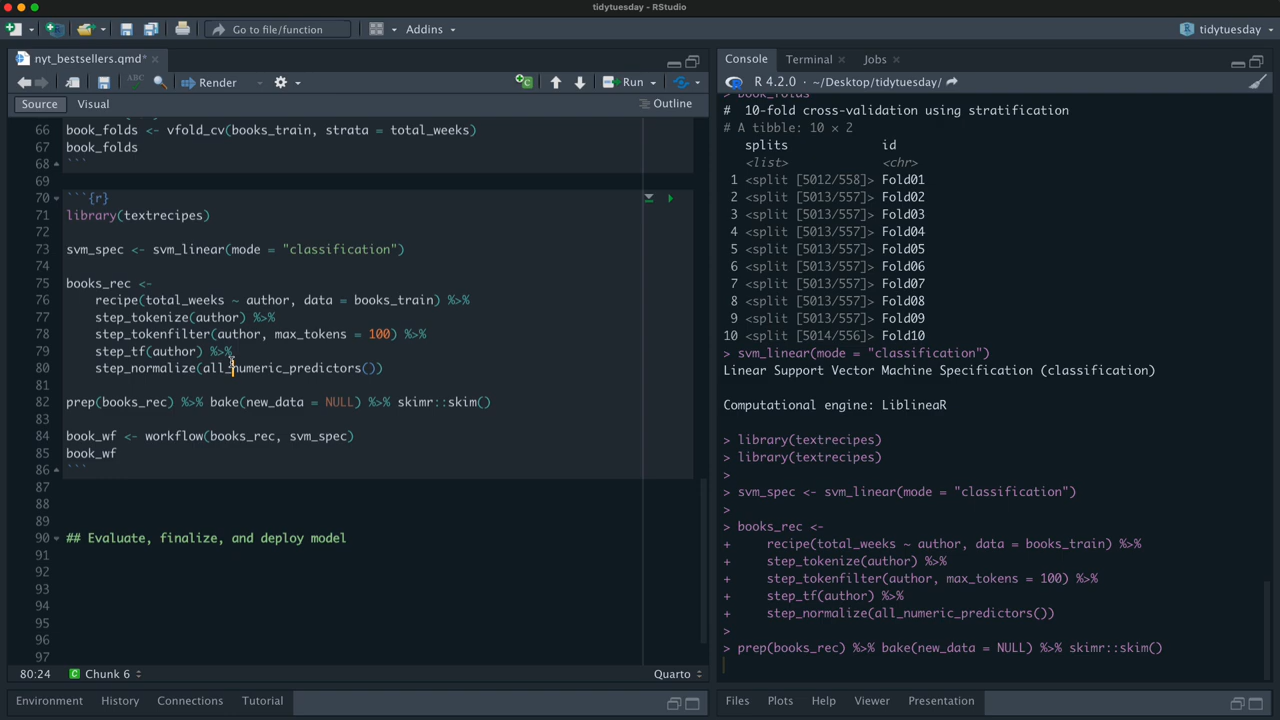 tidytuesday - RStudio
Go to file/function
Addins
tidytuesday
nyt_bestsellers.qmd*
ABC
Render
Run
Source
Visual
Outline
66 book_folds <- vfold_cv(books_train, strata = total_weeks)
67 book_folds
68 ```
69
70 ```{r}
71 library(textrecipes)
72
73 svm_spec <- svm_linear(mode = "classification")
74
75 books_rec <-
76 recipe(total_weeks ~ author, data = books_train) %>%
77 step_tokenize(author) %>%
78 step_tokenfilter(author, max_tokens = 100) %>%
79 step_tf(author) %>%
80 step_normalize(all_numeric_predictors())
81
82 prep(books_rec) %>% bake(new_data = NULL) %>% skimr::skim()
83
84 book_wf <- workflow(books_rec, svm_spec)
85 book_wf
86 ```
87
88
89
90 ## Evaluate, finalize, and deploy model
91
92
93
94
95
96
97
80:24
C Chunk 6
Quarto
Environment
History
Connections
Tutorial
Console
Terminal
Jobs
R 4.2.0 · ~/Desktop/tidytuesday/
> book_folds
# 10-fold cross-validation using stratification
# A tibble: 10 × 2
splits id
<list> <chr>
1 <split [5012/558]> Fold01
2 <split [5013/557]> Fold02
3 <split [5013/557]> Fold03
4 <split [5013/557]> Fold04
5 <split [5013/557]> Fold05
6 <split [5013/557]> Fold06
7 <split [5013/557]> Fold07
8 <split [5013/557]> Fold08
9 <split [5013/557]> Fold09
10 <split [5014/556]> Fold10
> svm_linear(mode = "classification")
Linear Support Vector Machine Specification (classification)
Computational engine: LiblineaR
> library(textrecipes)
> library(textrecipes)
>
> svm_spec <- svm_linear(mode = "classification")
>
> books_rec <-
+ recipe(total_weeks ~ author, data = books_train) %>%
+ step_tokenize(author) %>%
+ step_tokenfilter(author, max_tokens = 100) %>%
+ step_tf(author) %>%
+ step_normalize(all_numeric_predictors())
>
> prep(books_rec) %>% bake(new_data = NULL) %>% skimr::skim()
Files
Plots
Help
Viewer
Presentation